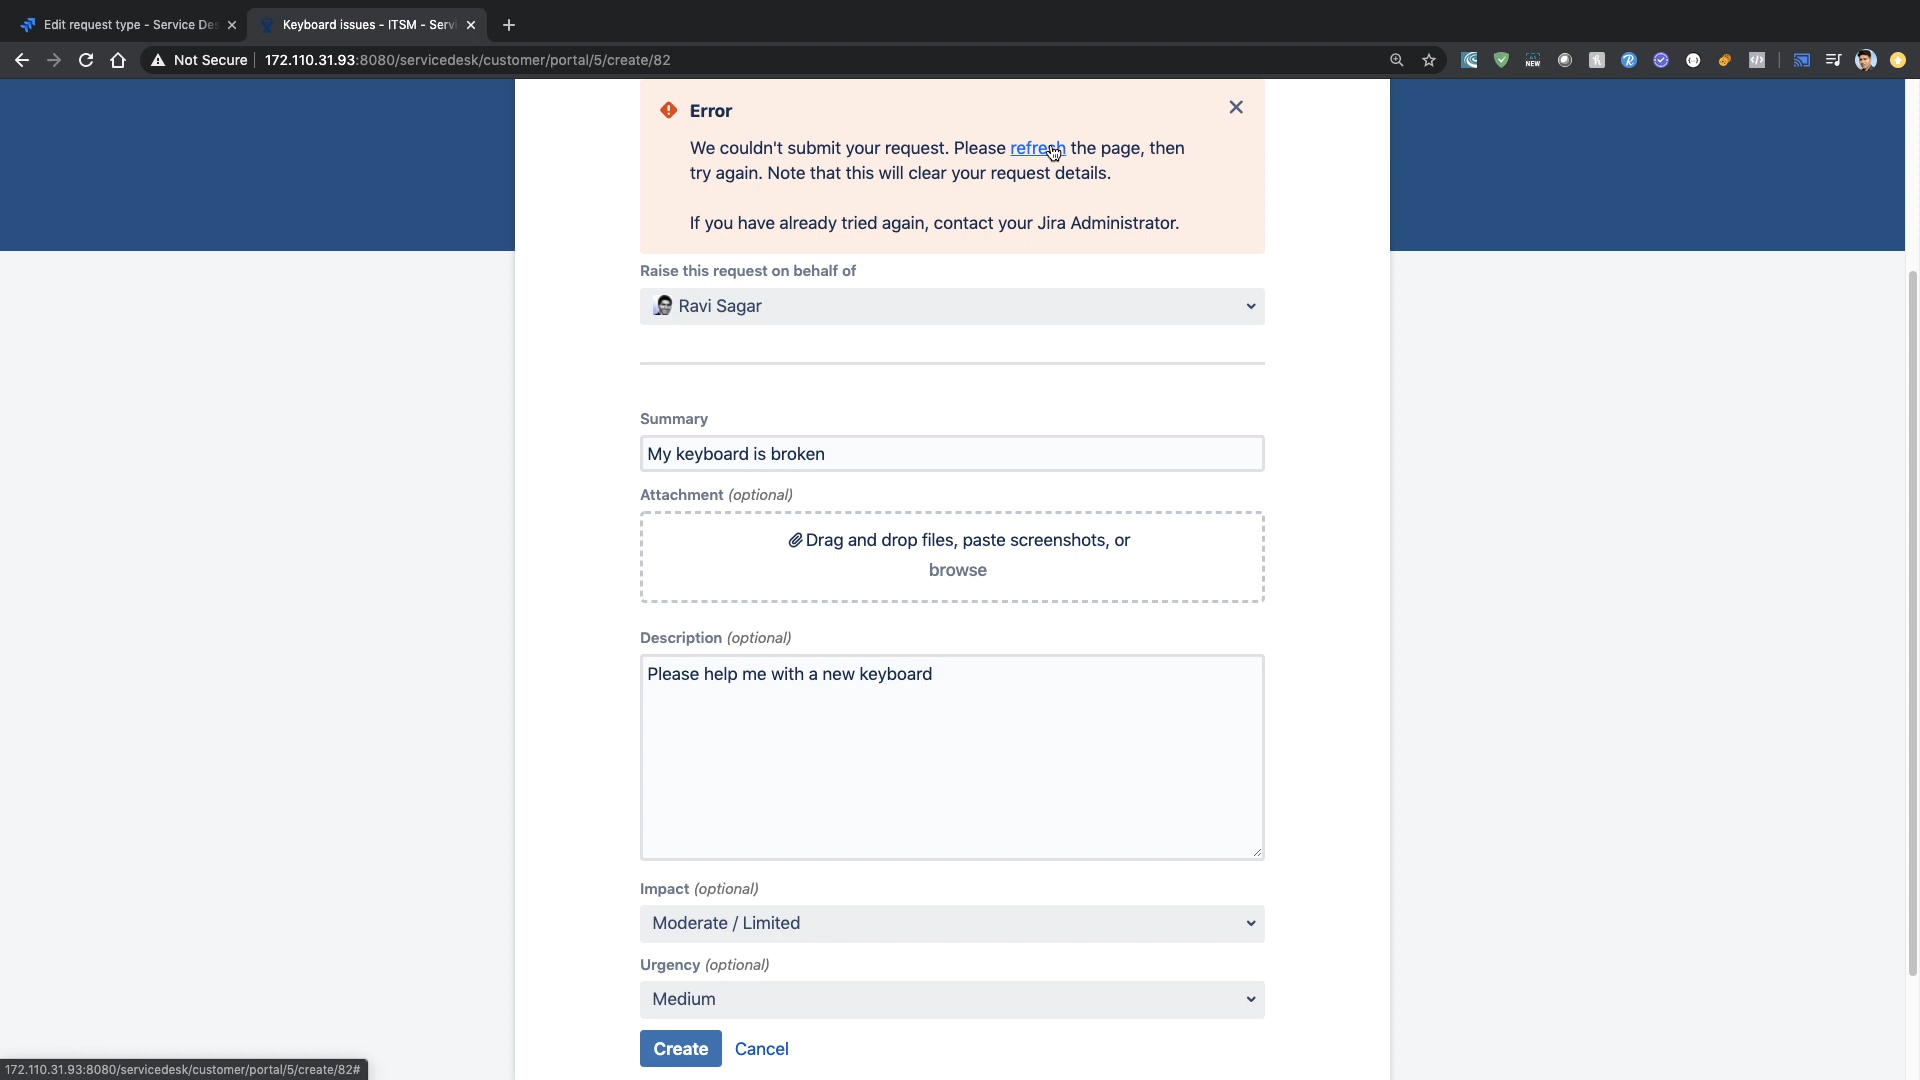 Edit request type - Service Des
Keyboard issues - ITSM - Servi
Not Secure
172.110.31.93:8080/servicedesk/customer/portal/5/create/82
NEW
Error
We couldn't submit your request. Please refresh the page, then
try again. Note that this will clear your request details.
If you have already tried again, contact your Jira Administrator.
Raise this request on behalf of
Ravi Sagar
Summary
My keyboard is broken
Attachment (optional)
Drag and drop files, paste screenshots, or
browse
Description (optional)
Please help me with a new keyboard
Impact (optional)
Moderate / Limited
Urgency (optional)
Medium
Create Cancel
172.110.31.93:8080/servicedesk/customer/portal/5/create/82#